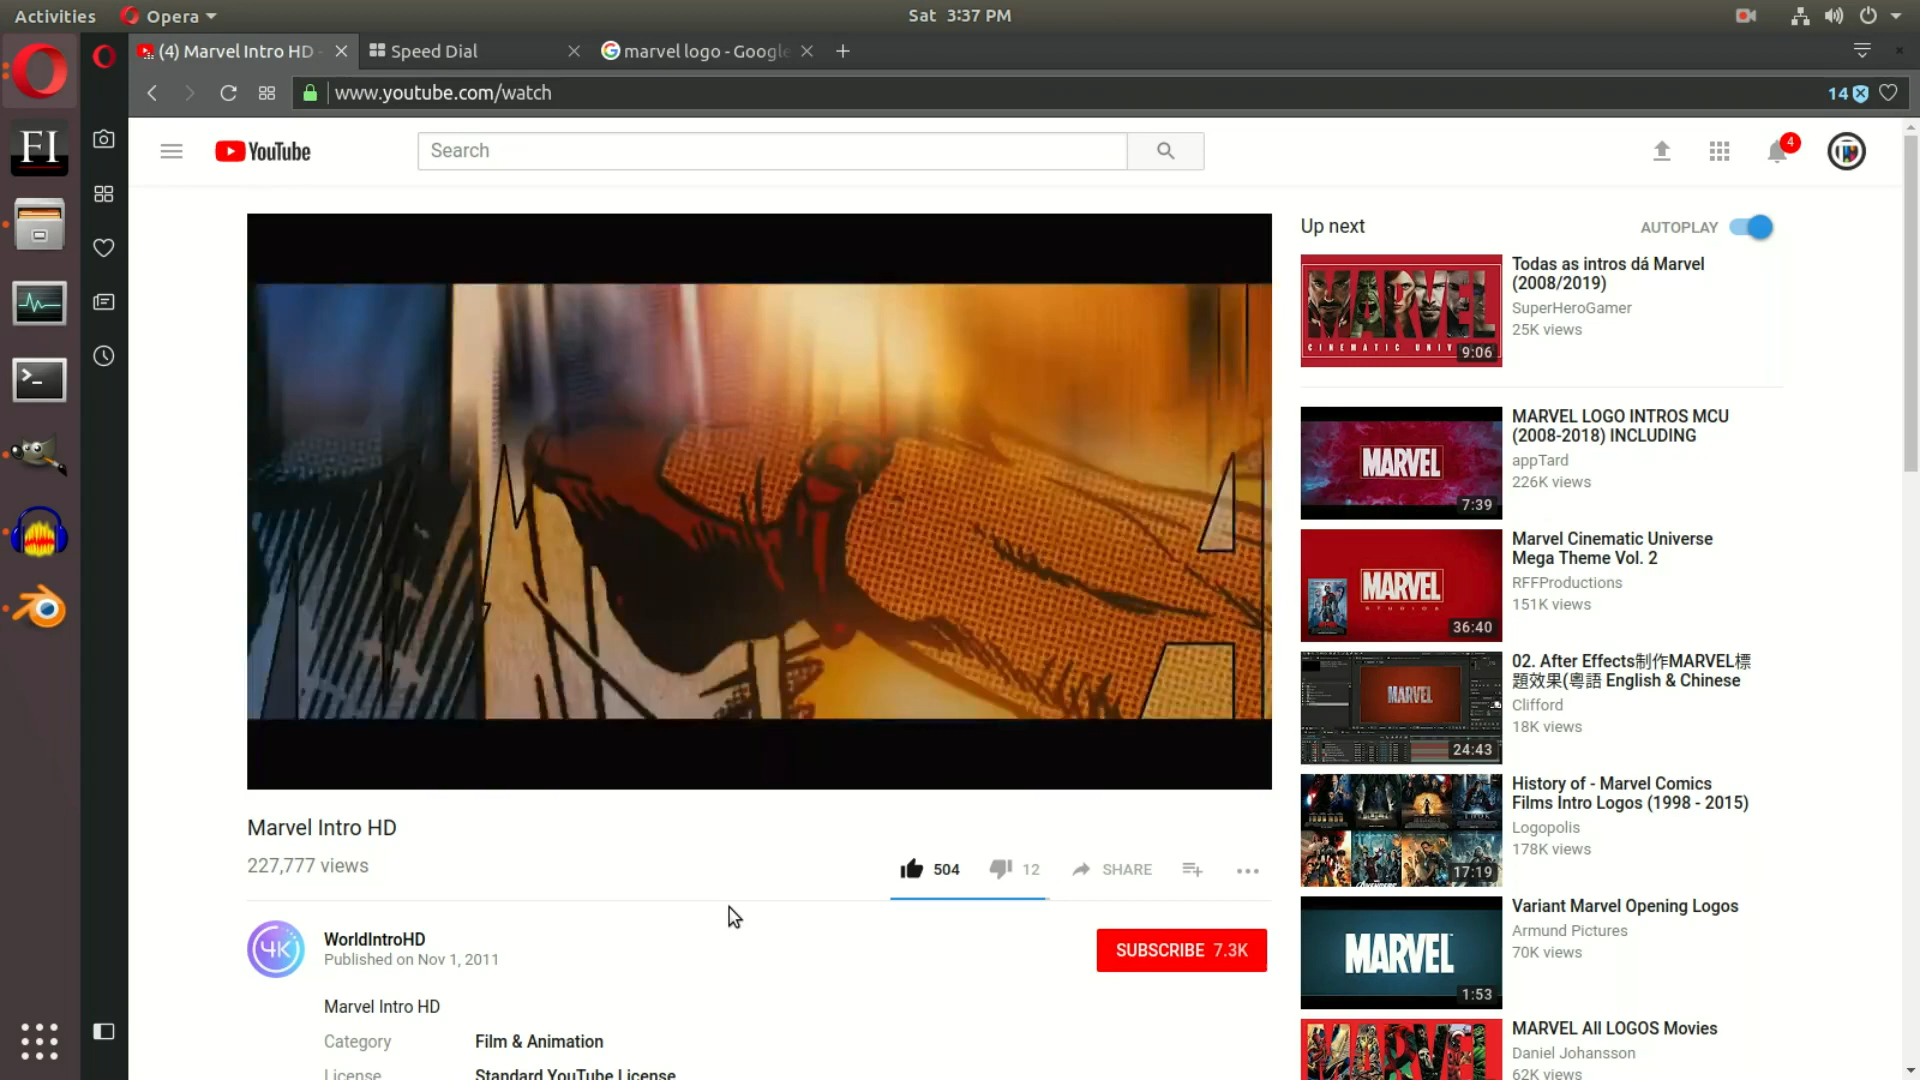 Activities
Opera
Sat 3:37 PM
(4) Marvel Intro HD
Speed Dial
marvel logo - Google
www.youtube.com/watch
14
FI
YouTube
Search
4
Up next
AUTOPLAY
MARVEL
CINEMATIC UNIV
9:06
Todas as intros dá Marvel
(2008/2019)
SuperHeroGamer
25K views
MARVEL
7:39
MARVEL LOGO INTROS MCU
(2008-2018) INCLUDING
appTard
226K views
MARVEL
STUDIOS
36:40
Marvel Cinematic Universe
Mega Theme Vol. 2
RFFProductions
151K views
MARVEL
24:43
02. After Effects制作MARVEL標
題效果(粵語 English & Chinese
Clifford
18K views
17:19
History of - Marvel Comics
Films Intro Logos (1998 - 2015)
Logopolis
178K views
MARVEL
1:53
Variant Marvel Opening Logos
Armund Pictures
70K views
MARVEL
MARVEL All LOGOS Movies
Daniel Johansson
62K views
Marvel Intro HD
227,777 views
504
12
SHARE
4K
WorldIntroHD
Published on Nov 1, 2011
SUBSCRIBE 7.3K
Marvel Intro HD
Category
Film & Animation
License
Standard YouTube License